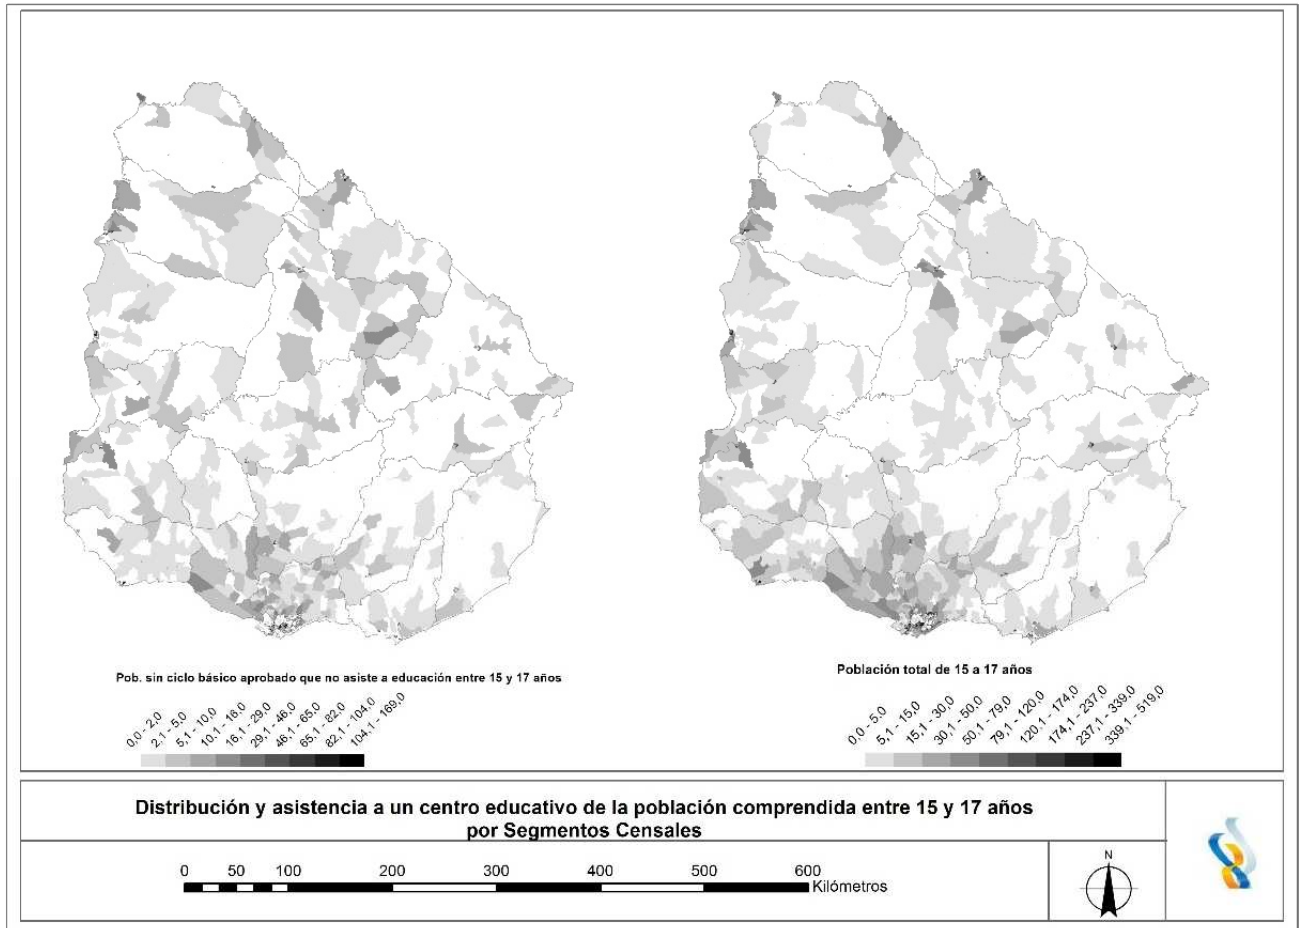 Pob. sin ciclo básico aprobado que no asiste a educación entre 15 y 17 años
0,0 - 2,0
2,1 - 5,0
5,1 - 10,0
10,1 - 16,0
16,1 - 29,0
29,1 - 46,0
46,1 - 65,0
65,1 - 82,0
82,1 - 104,0
104,1 - 169,0
Población total de 15 a 17 años
0,0 - 5,0
5,1 - 15,0
15,1 - 30,0
30,1 - 50,0
50,1 - 79,0
79,1 - 120,0
120,1 - 174,0
174,1 - 237,0
237,1 - 339,0
339,1 - 519,0
Distribución y asistencia a un centro educativo de la población comprendida entre 15 y 17 años
por Segmentos Censales
0 50 100 200 300 400 500 600
Kilómetros
N